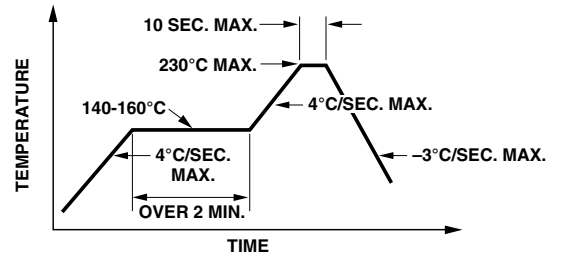 10 SEC. MAX.
230°C MAX.
TEMPERATURE
140-160°C
4°C/SEC. MAX.
4°C/SEC.
MAX.
–3°C/SEC. MAX.
OVER 2 MIN.
TIME